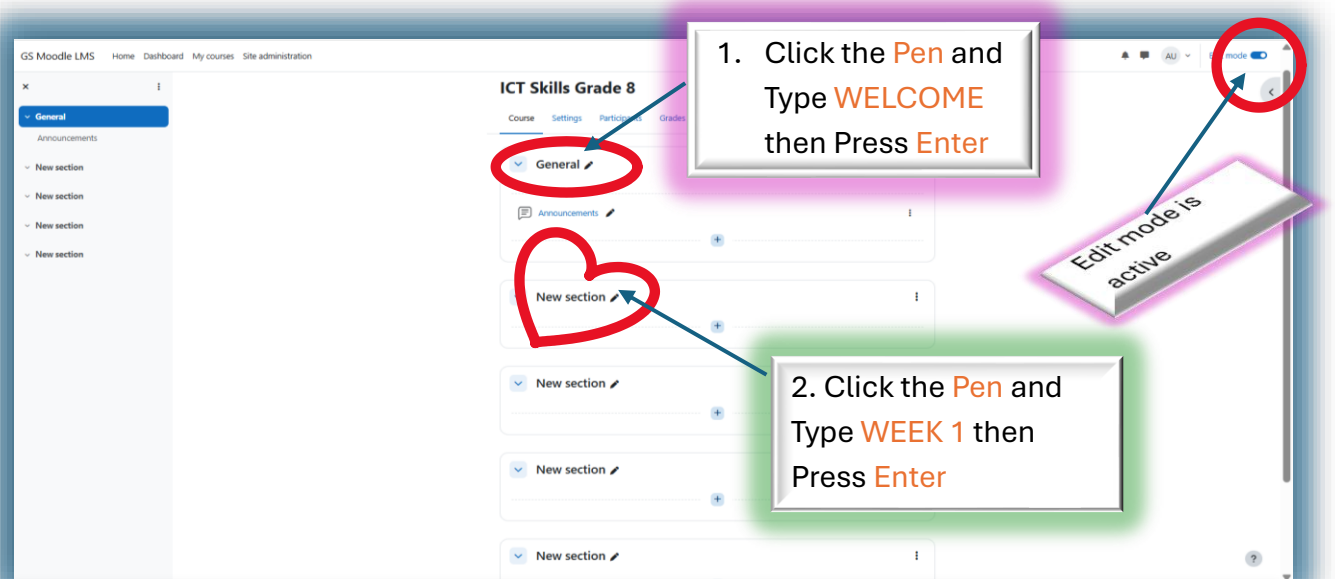 GS Moodle LMS Home Dashboard My courses Site administration
AU
mode
General
Announcements
New section
New section
New section
New section
ICT Skills Grade 8
Course Settings Participants Grades
General
Announcements
New section
New section
New section
New section
1. Click the Pen and
Type WELCOME
then Press Enter
Edit mode is
active
2. Click the Pen and
Type WEEK 1 then
Press Enter
?